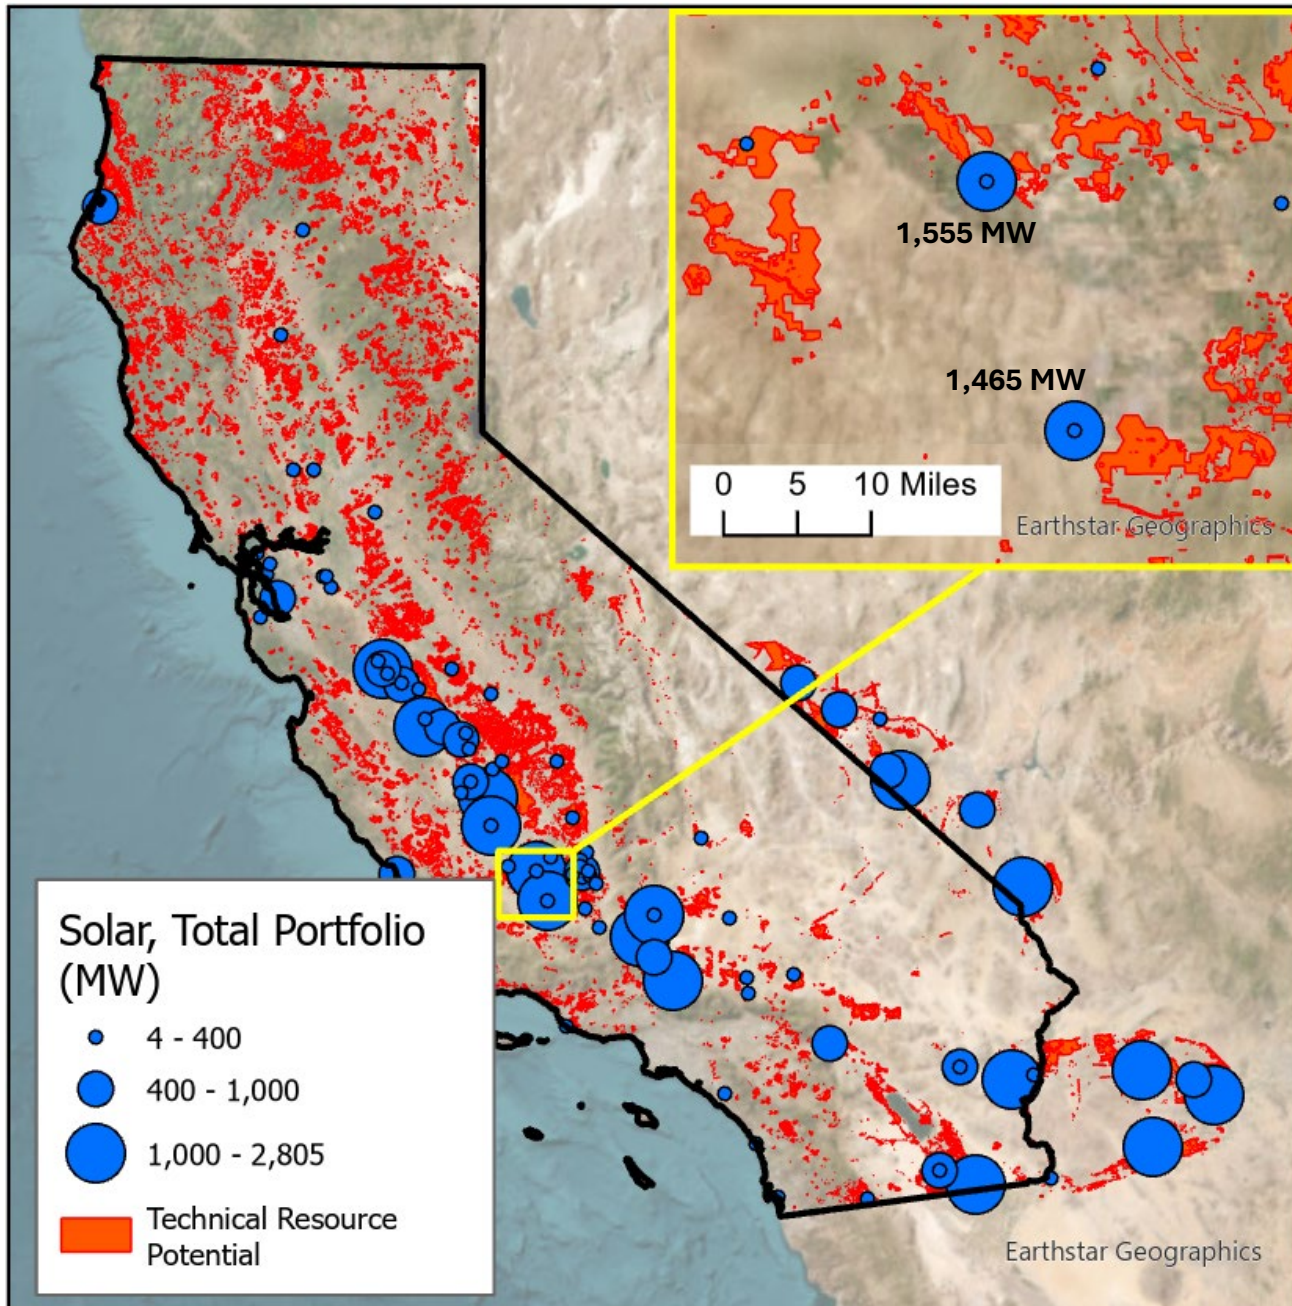 1,555 MW
1,465 MW
0 5 10 Miles
Earthstar Geographics
Solar, Total Portfolio
(MW)
4 - 400
400 - 1,000
1,000 - 2,805
Technical Resource
Potential
Earthstar Geographics